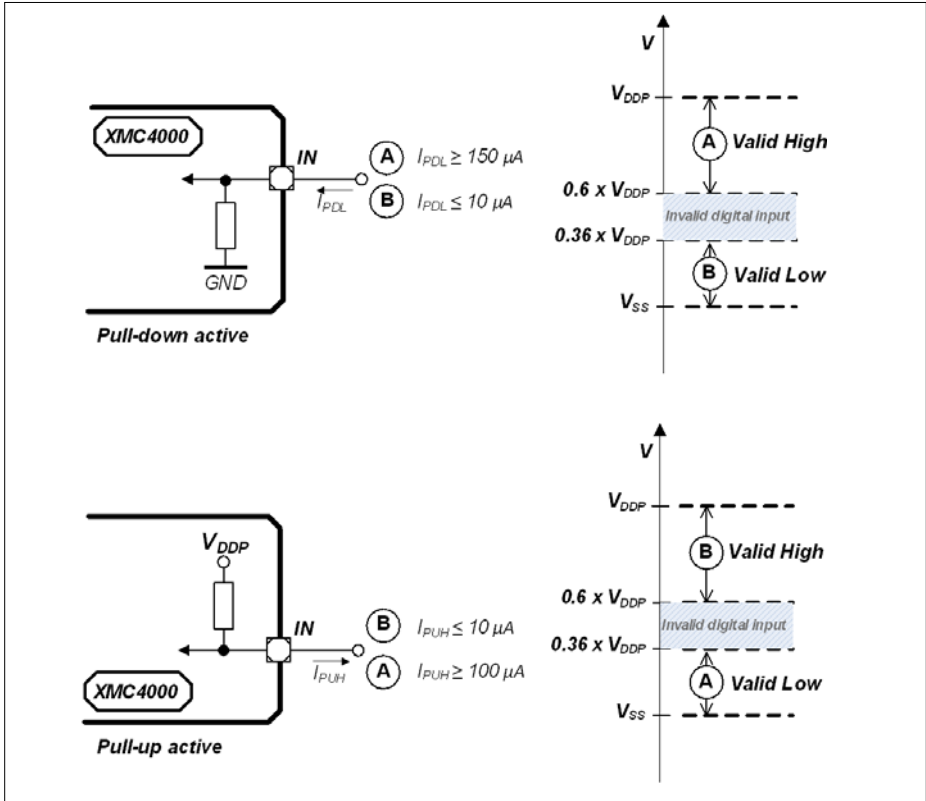 XMC4000
IN
A I_PDL ≥ 150 μA
I_PDL
B I_PDL ≤ 10 μA
GND
Pull-down active
V
V_DDP
A Valid High
0.6 x V_DDP
Invalid digital input
0.36 x V_DDP
B Valid Low
V_SS
V_DDP
IN
B I_PUH ≤ 10 μA
I_PUH
A I_PUH ≥ 100 μA
XMC4000
Pull-up active
V
V_DDP
B Valid High
0.6 x V_DDP
Invalid digital input
0.36 x V_DDP
A Valid Low
V_SS